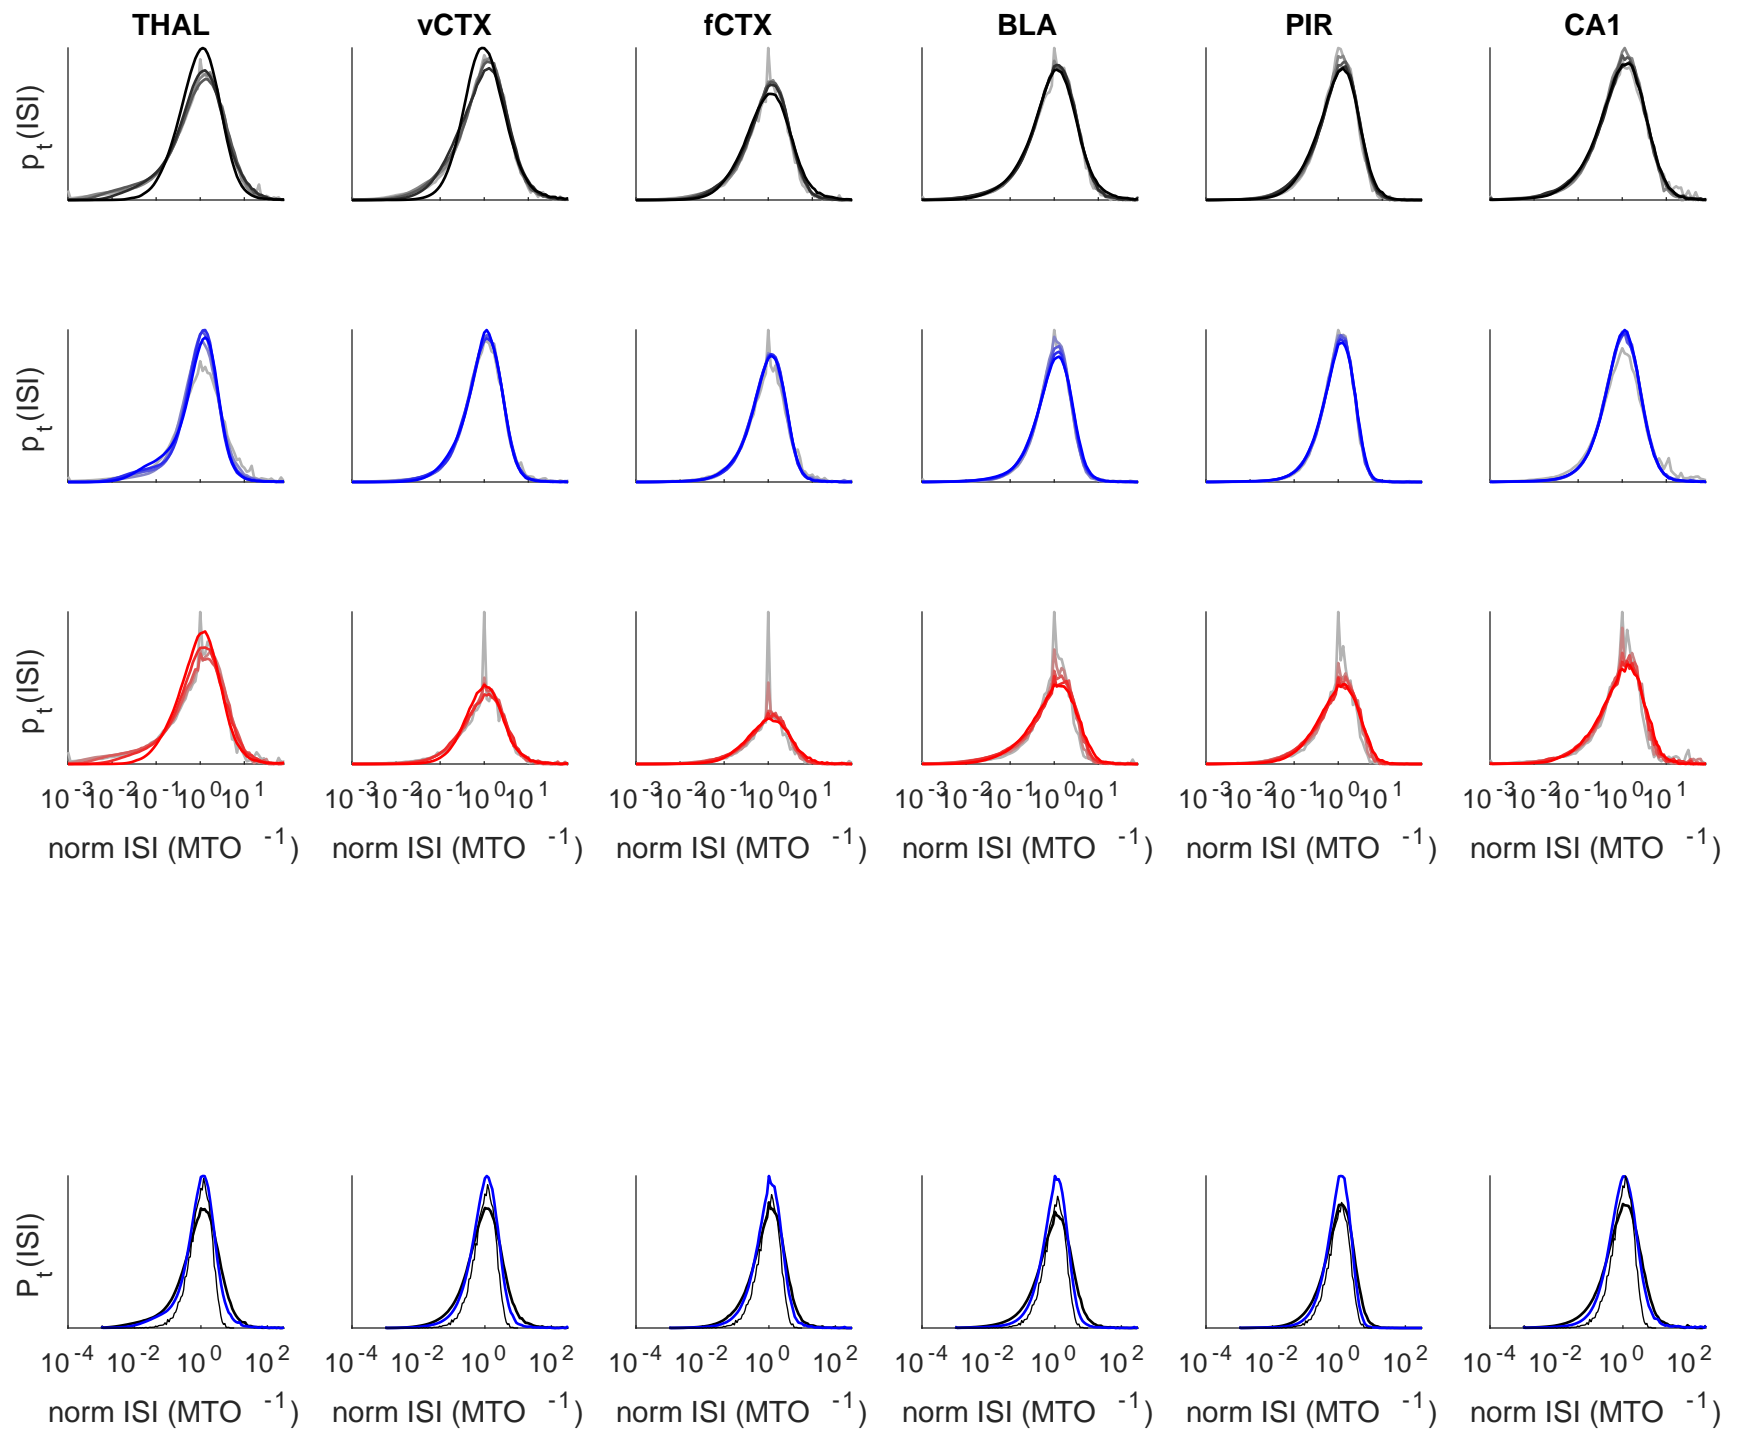 THAL vCTX fCTX BLA PIR CA1
p_t(ISI)
p_t(ISI)
p_t(ISI)
10^-3 10^-2 10^-1 10^0 10^1 10^-3 10^-2 10^-1 10^0 10^1 10^-3 10^-2 10^-1 10^0 10^1 10^-3 10^-2 10^-1 10^0 10^1 10^-3 10^-2 10^-1 10^0 10^1 10^-3 10^-2 10^-1 10^0 10^1
norm ISI (MTO ^-1) norm ISI (MTO ^-1) norm ISI (MTO ^-1) norm ISI (MTO ^-1) norm ISI (MTO ^-1) norm ISI (MTO ^-1)
P_t(ISI)
10^-4 10^-2 10^0 10^2 10^-4 10^-2 10^0 10^2 10^-4 10^-2 10^0 10^2 10^-4 10^-2 10^0 10^2 10^-4 10^-2 10^0 10^2 10^-4 10^-2 10^0 10^2
norm ISI (MTO ^-1) norm ISI (MTO ^-1) norm ISI (MTO ^-1) norm ISI (MTO ^-1) norm ISI (MTO ^-1) norm ISI (MTO ^-1)